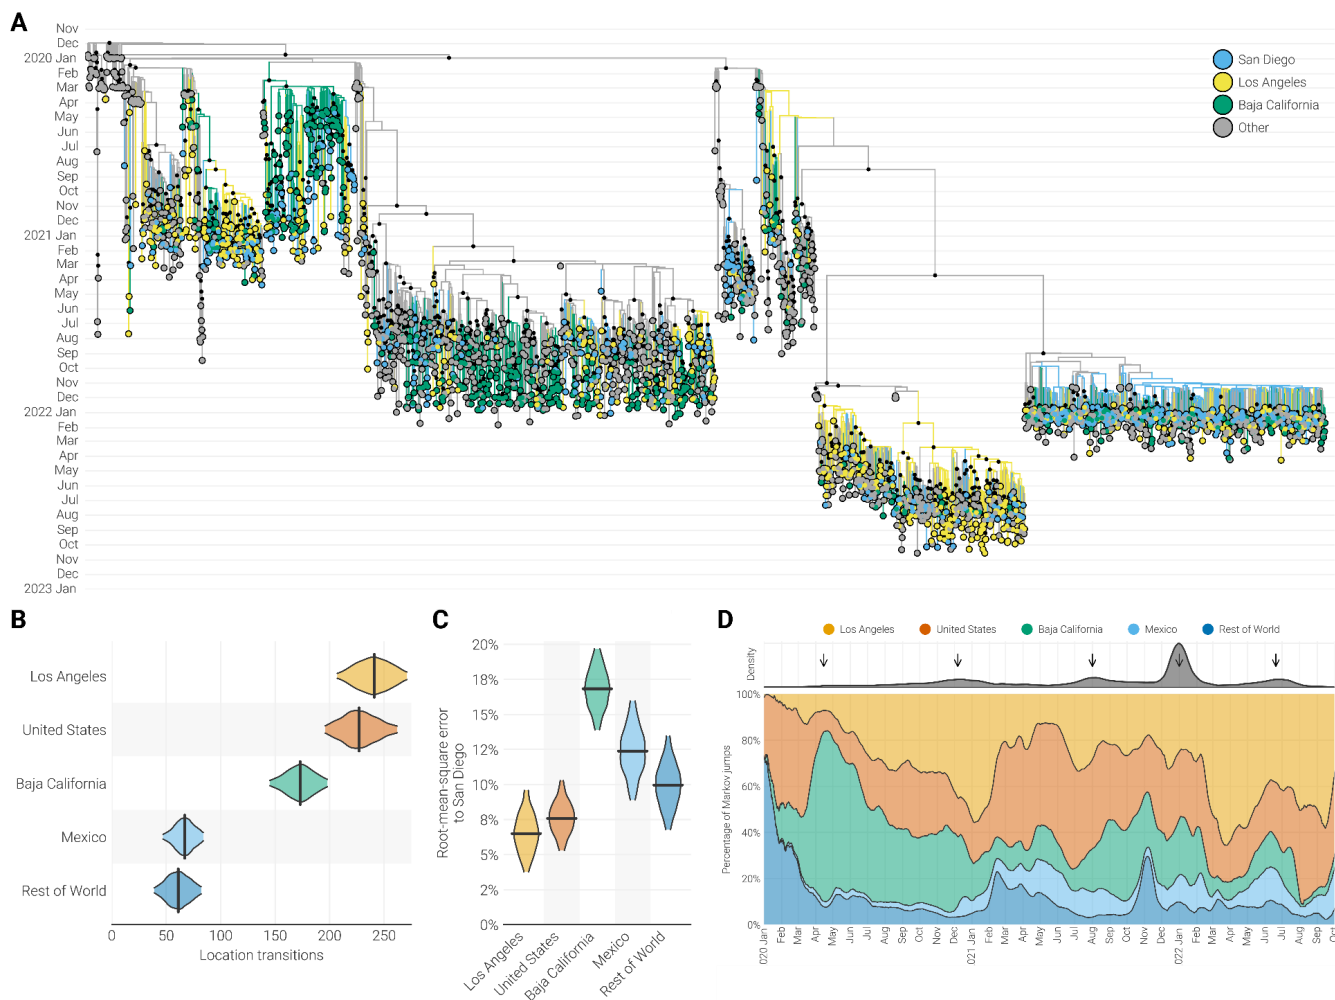 A
Nov
Dec
2020 Jan
Feb
Mar
Apr
May
Jun
Jul
Aug
Sep
Oct
Nov
Dec
2021 Jan
Feb
Mar
Apr
May
Jun
Jul
Aug
Sep
Oct
Nov
Dec
2022 Jan
Feb
Mar
Apr
May
Jun
Jul
Aug
Sep
Oct
Nov
Dec
2023 Jan
San Diego
Los Angeles
Baja California
Other
B
Los Angeles
United States
Baja California
Mexico
Rest of World
0 50 100 150 200 250
Location transitions
C
Root-mean-square error
to San Diego
20%
18%
15%
12%
10%
8%
5%
2%
0%
Los Angeles
United States
Baja California
Mexico
Rest of World
D
Los Angeles United States Baja California Mexico Rest of World
Density
Percentage of Markov jumps
100%
80%
60%
40%
20%
0%
020 Jan Feb Mar Apr May Jun Jul Aug Sep Oct Nov Dec 021 Jan Feb Mar Apr May Jun Jul Aug Sep Oct Nov Dec 022 Jan Feb Mar Apr May Jun Jul Aug Sep Oct